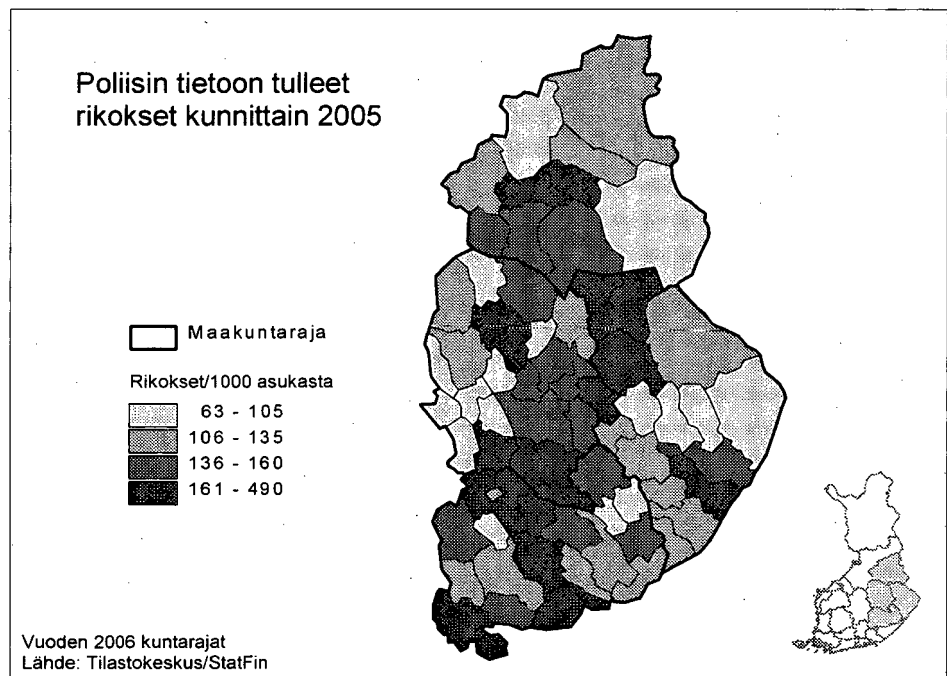 Poliisin tietoon tulleet
rikokset kunnittain 2005
Maakuntaraja
Rikokset/1000 asukasta
63 - 105
106 - 135
136 - 160
161 - 490
Vuoden 2006 kuntarajat
Lähde: Tilastokeskus/StatFin